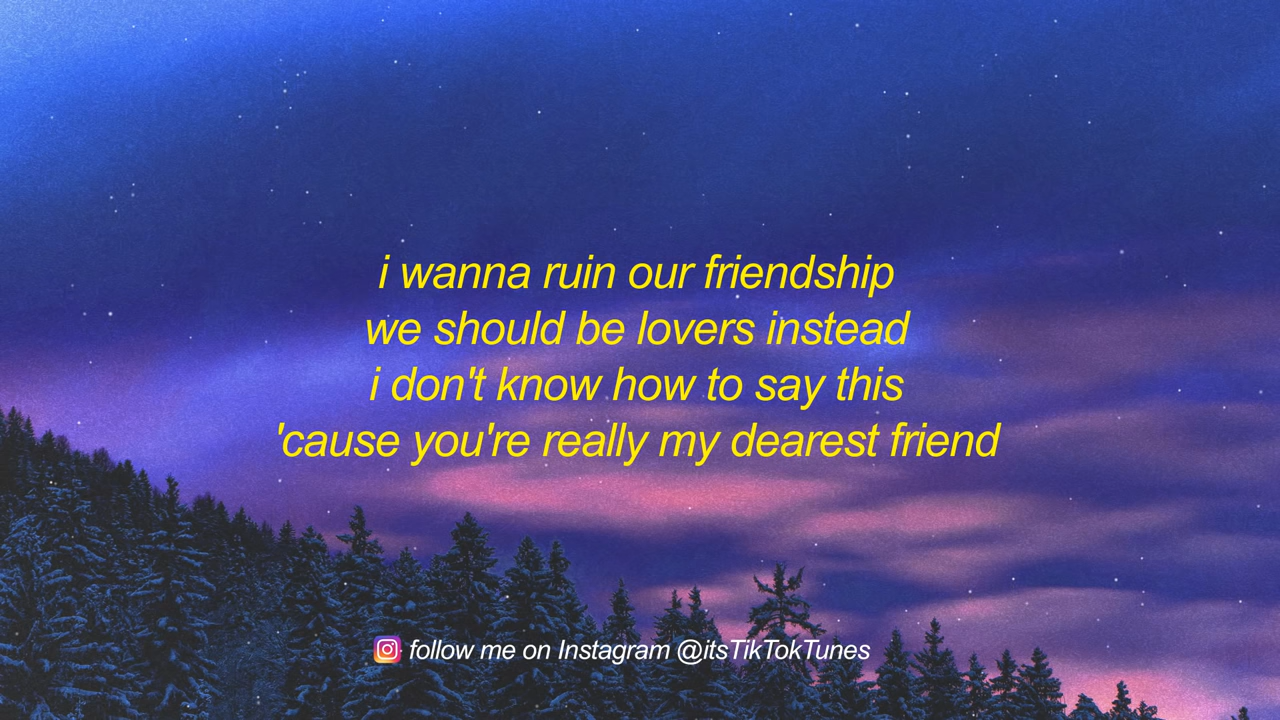 i wanna ruin our friendship
we should be lovers instead
i don't know how to say this
'cause you're really my dearest friend
follow me on Instagram @itsTikTokTunes